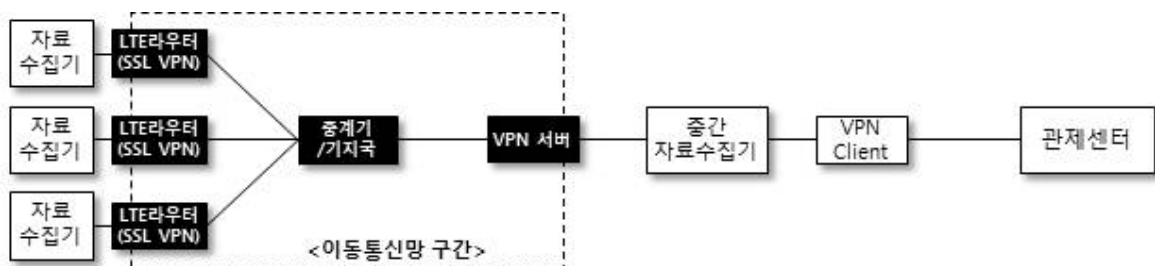 자료
수집기
LTE라우터
(SSL VPN)
자료
수집기
LTE라우터
(SSL VPN)
중계기
/기지국
VPN 서버
중간
자료수집기
VPN
Client
관제센터
자료
수집기
LTE라우터
(SSL VPN)
<이동통신망 구간>